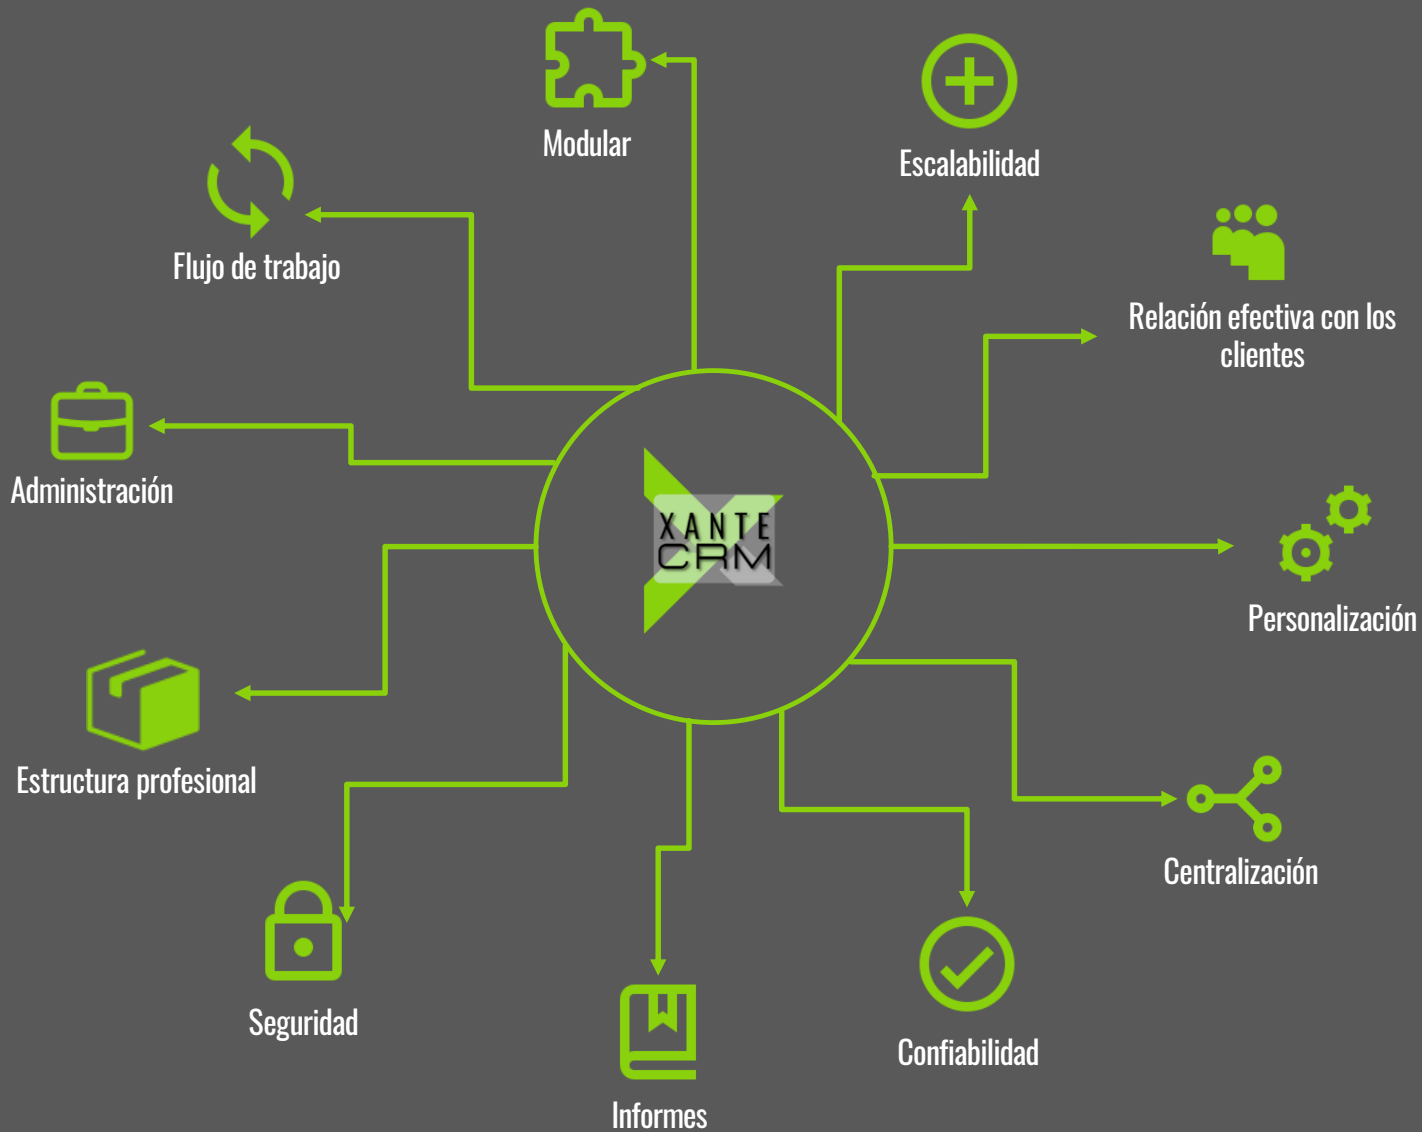 Modular
Escalabilidad
Flujo de trabajo
Relación efectiva con los
clientes
Administración
XANTE
CRM
Personalización
Estructura profesional
Centralización
Seguridad
Confiabilidad
Informes